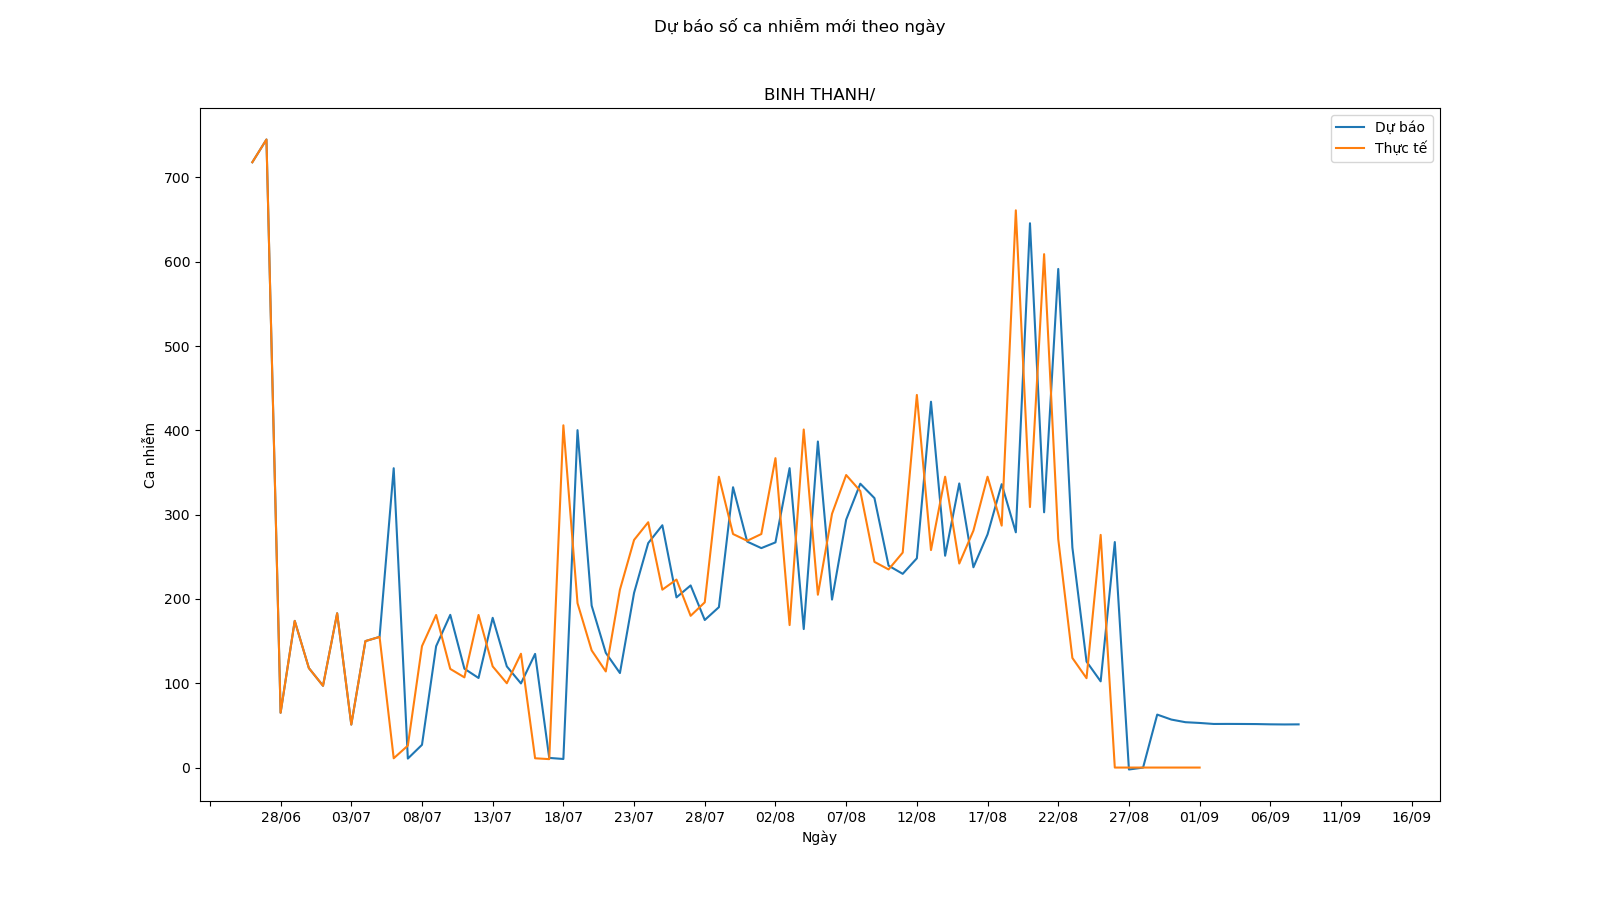 Dự báo số ca nhiễm mới theo ngày
BINH THANH/
Dự báo
Thực tế
700
600
500
400
300
200
100
0
Ca nhiễm
28/06 03/07 08/07 13/07 18/07 23/07 28/07 02/08 07/08 12/08 17/08 22/08 27/08 01/09 06/09 11/09 16/09
Ngày